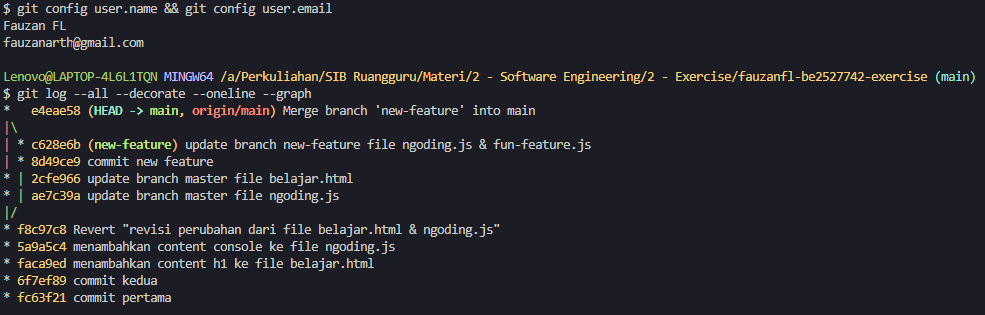 $ git config user.name && git config user.email
Fauzan FL
fauzanarth@gmail.com
Lenovo@LAPTOP-4L6L1TQN MINGW64 /a/Perkuliahan/SIB Ruangguru/Materi/2 - Software Engineering/2 - Exercise/fauzanfl-be2527742-exercise (main)
$ git log --all --decorate --oneline --graph
*   e4eae58 (HEAD -> main, origin/main) Merge branch 'new-feature' into main
|\
| * c628e6b (new-feature) update branch new-feature file ngoding.js & fun-feature.js
| * 8d49ce9 commit new feature
* | 2cfe966 update branch master file belajar.html
* | ae7c39a update branch master file ngoding.js
|/
* f8c97c8 Revert "revisi perubahan dari file belajar.html & ngoding.js"
* 5a9a5c4 menambahkan content console ke file ngoding.js
* faca9ed menambahkan content h1 ke file belajar.html
* 6f7ef89 commit kedua
* fc63f21 commit pertama